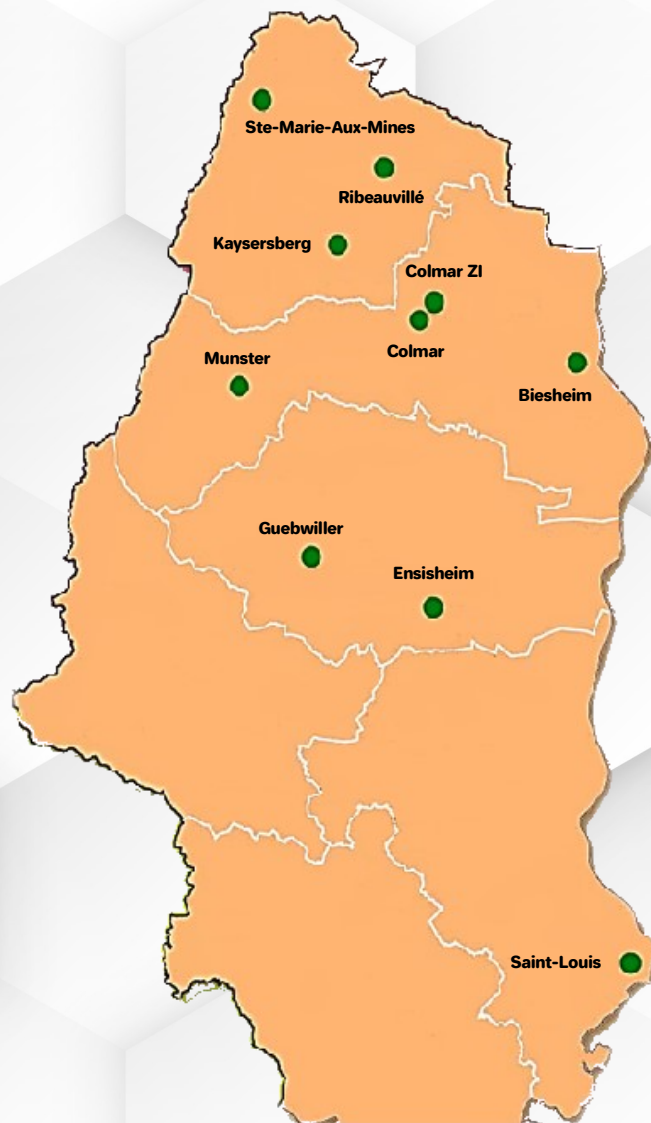 Ste-Marie-Aux-Mines
Ribeauvillé
Kaysersberg
Colmar ZI
Colmar
Munster
Biesheim
Guebwiller
Ensisheim
Saint-Louis